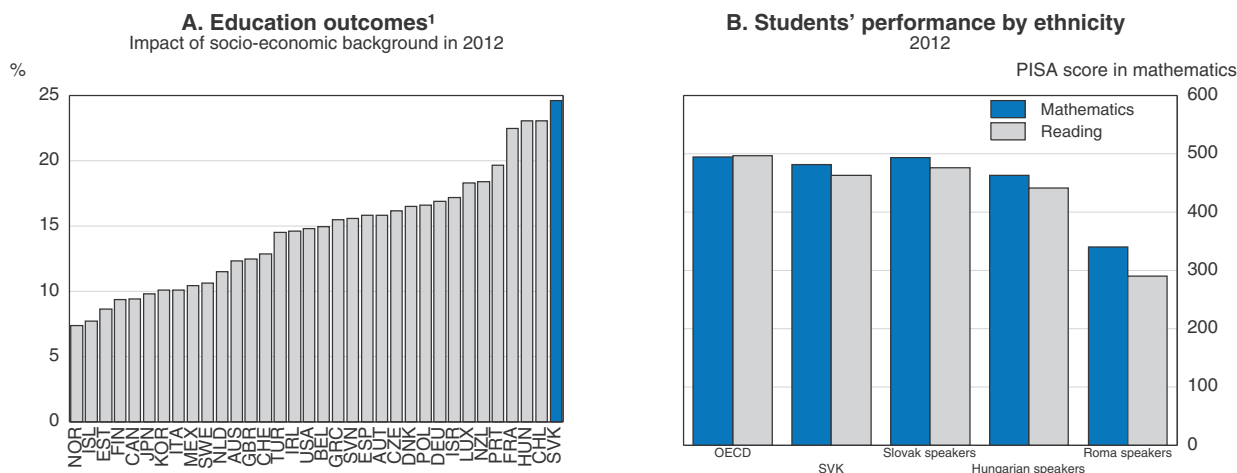 A. Education outcomes¹
Impact of socio-economic background in 2012
%
25
20
15
10
5
0
NOR
ISL
EST
FIN
CAN
JPN
KOR
ITA
MEX
SWE
NLD
AUS
GBR
CHE
TUR
IRL
USA
BEL
GRC
SVN
ESP
AUT
CZE
DNK
POL
DEU
ISR
LUX
NZL
PRT
FRA
HUN
CHL
SVK
B. Students’ performance by ethnicity
2012
PISA score in mathematics
Mathematics
Reading
600
500
400
300
200
100
0
OECD
SVK
Slovak speakers
Hungarian speakers
Roma speakers